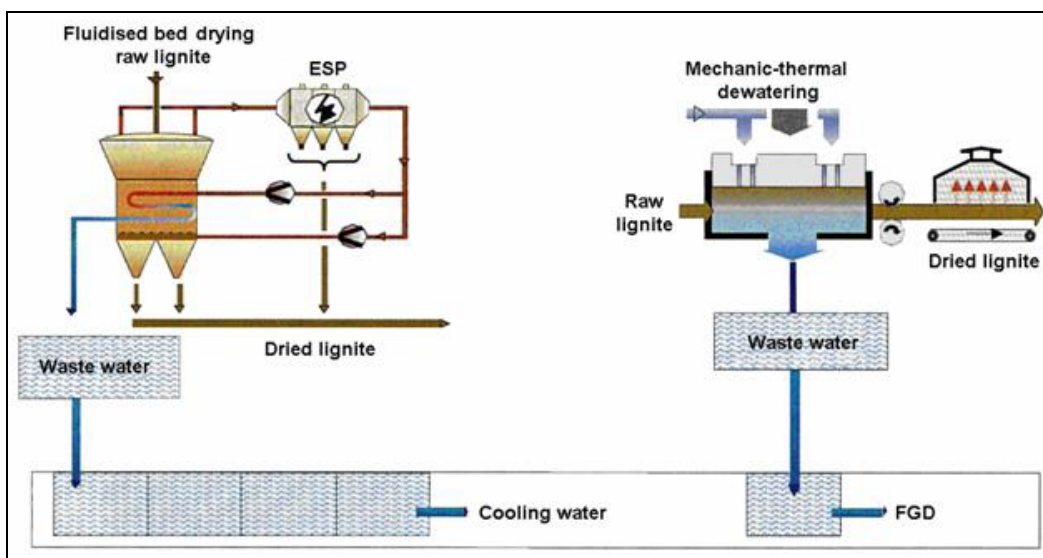 Fluidised bed drying
raw lignite
ESP
Dried lignite
Waste water
Cooling water
Mechanic-thermal
dewatering
Raw
lignite
Dried lignite
Waste water
FGD